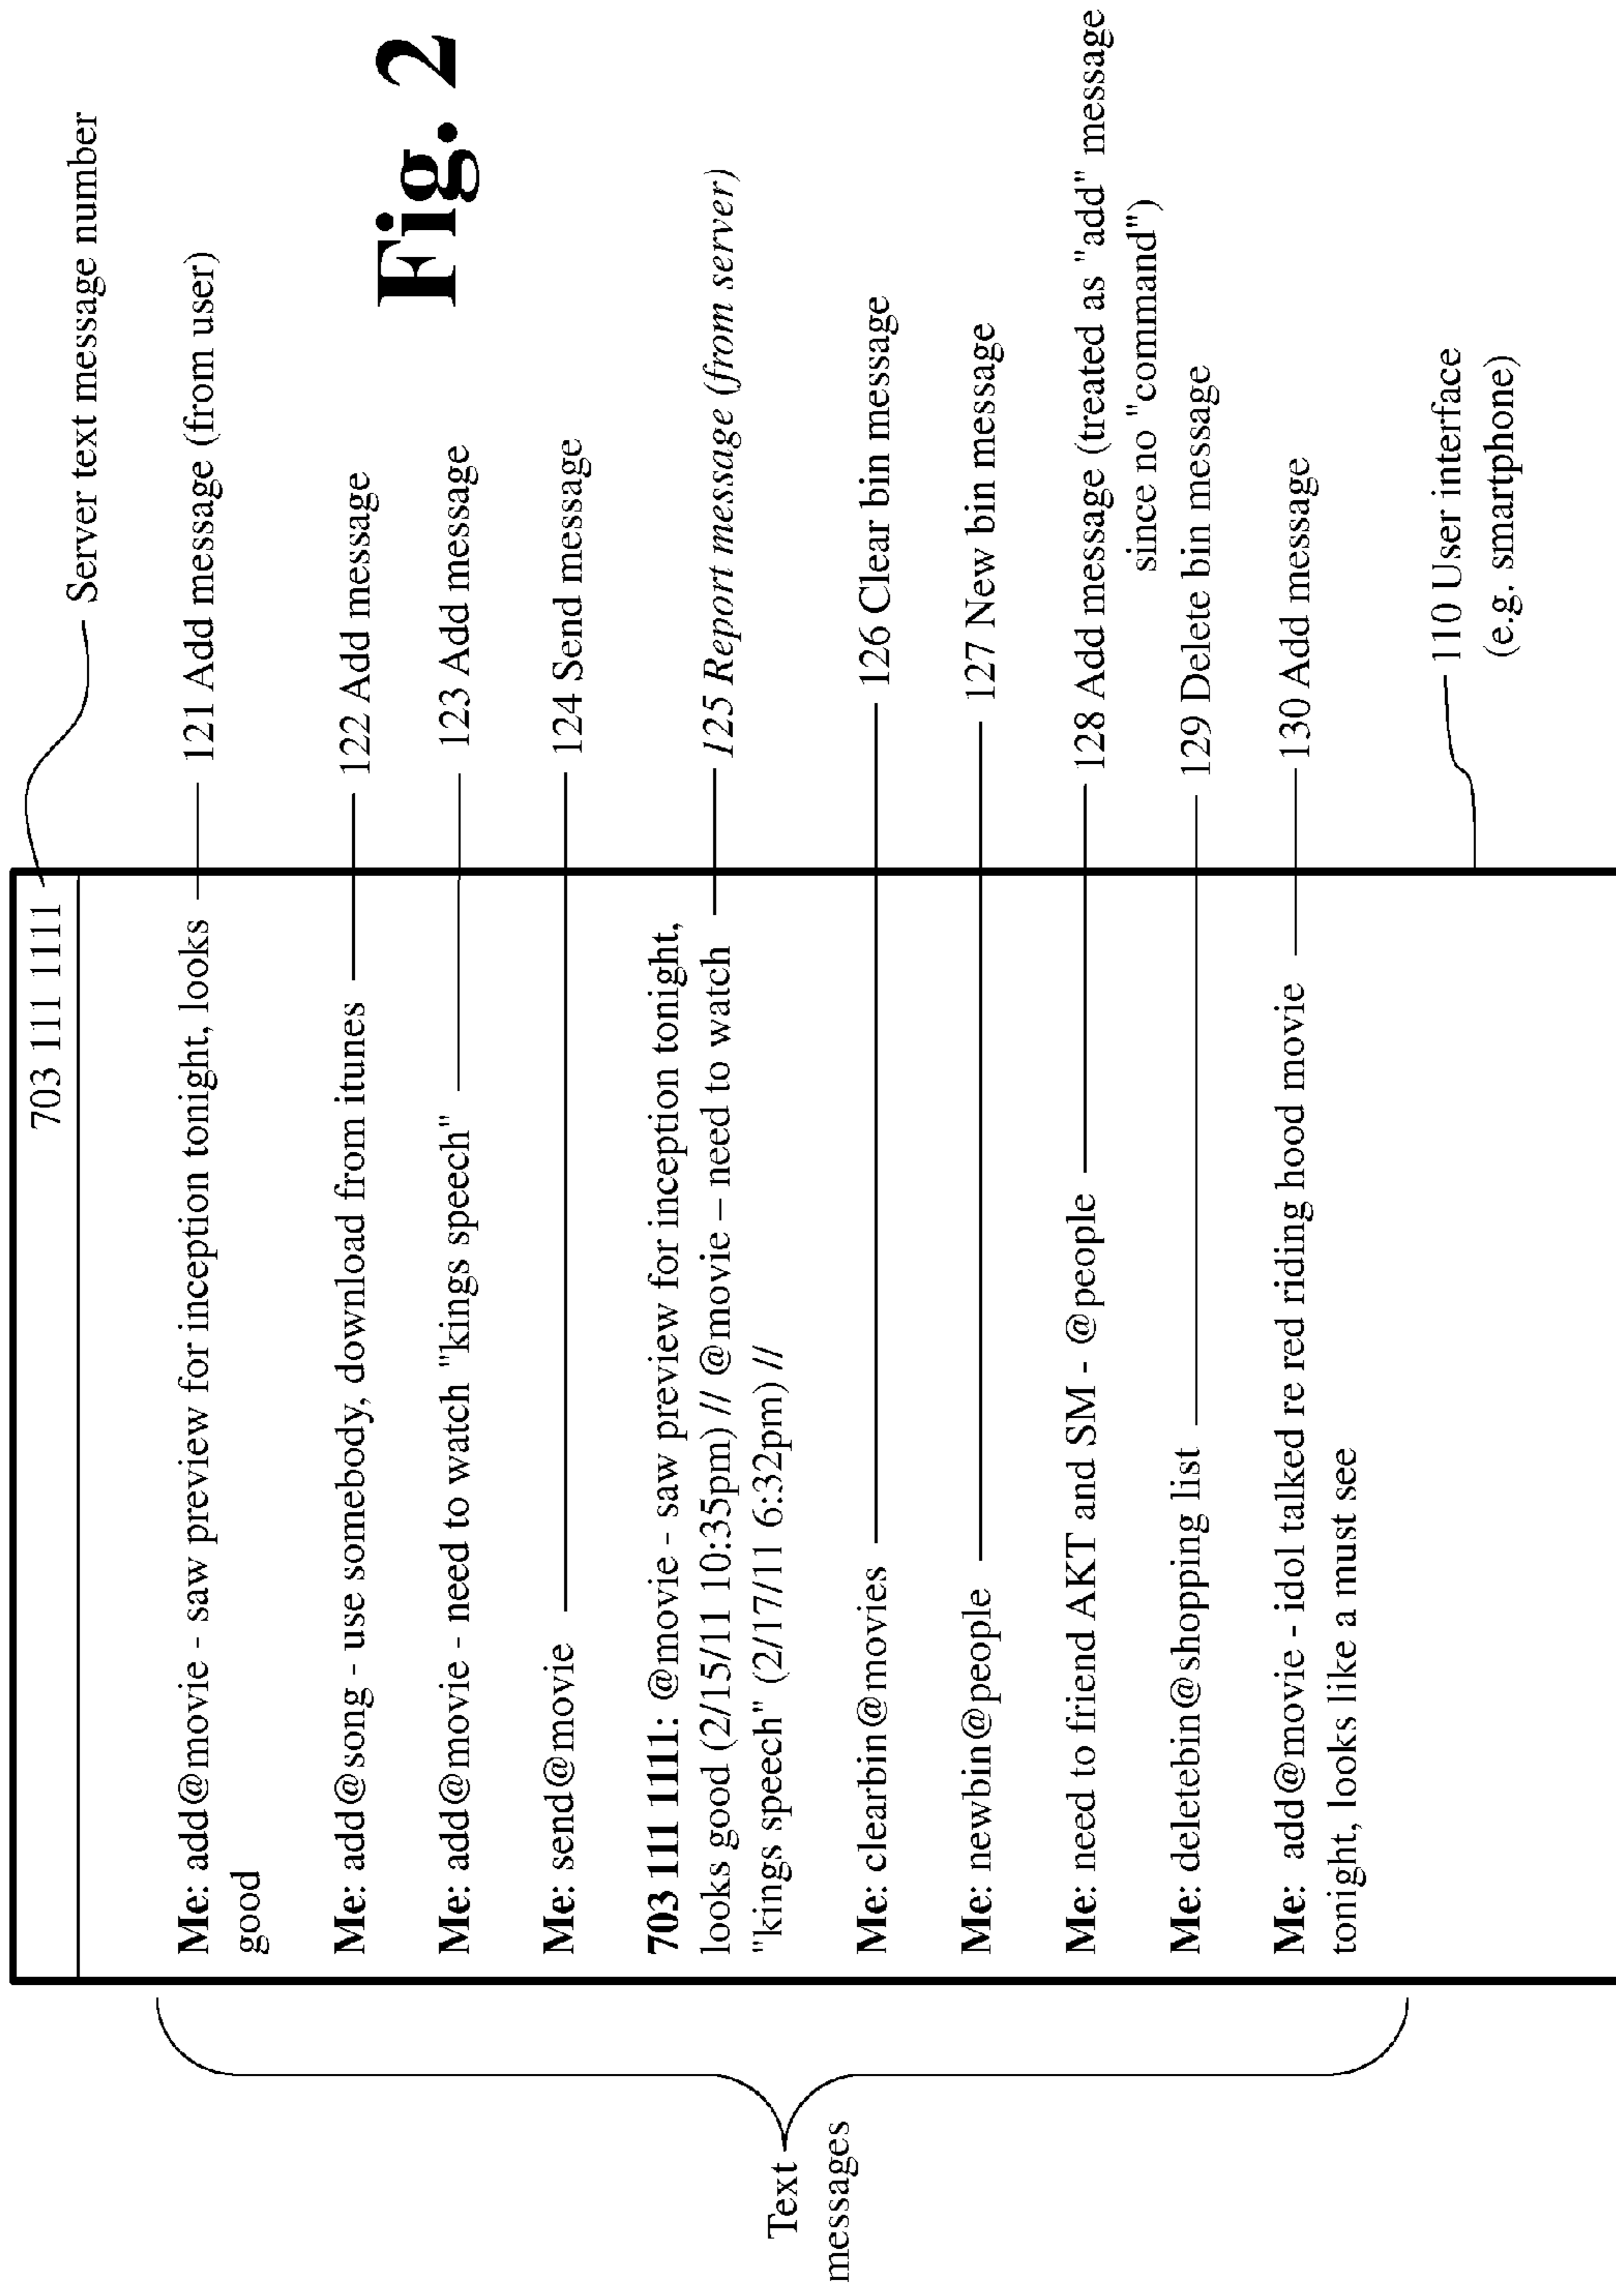 703 111 1111
Server text message number
Me: add@movie - saw preview for inception tonight, looks
good
121 Add message (from user)
Me: add@song - use somebody, download from itunes
122 Add message
Fig. 2
Me: add@movie - need to watch "kings speech"
123 Add message
Me: send@movie
124 Send message
703 111 1111: @movie - saw preview for inception tonight,
looks good (2/15/11 10:35pm) // @movie – need to watch
"kings speech" (2/17/11 6:32pm) //
125 Report message (from server)
Me: clearbin@movies
126 Clear bin message
Me: newbin@people
127 New bin message
Me: need to friend AKT and SM - @people
128 Add message (treated as "add" message
since no "command")
Me: deletebin@shopping list
129 Delete bin message
Me: add@movie - idol talked re red riding hood movie
tonight, looks like a must see
130 Add message
110 User interface
(e.g. smartphone)
Text
messages